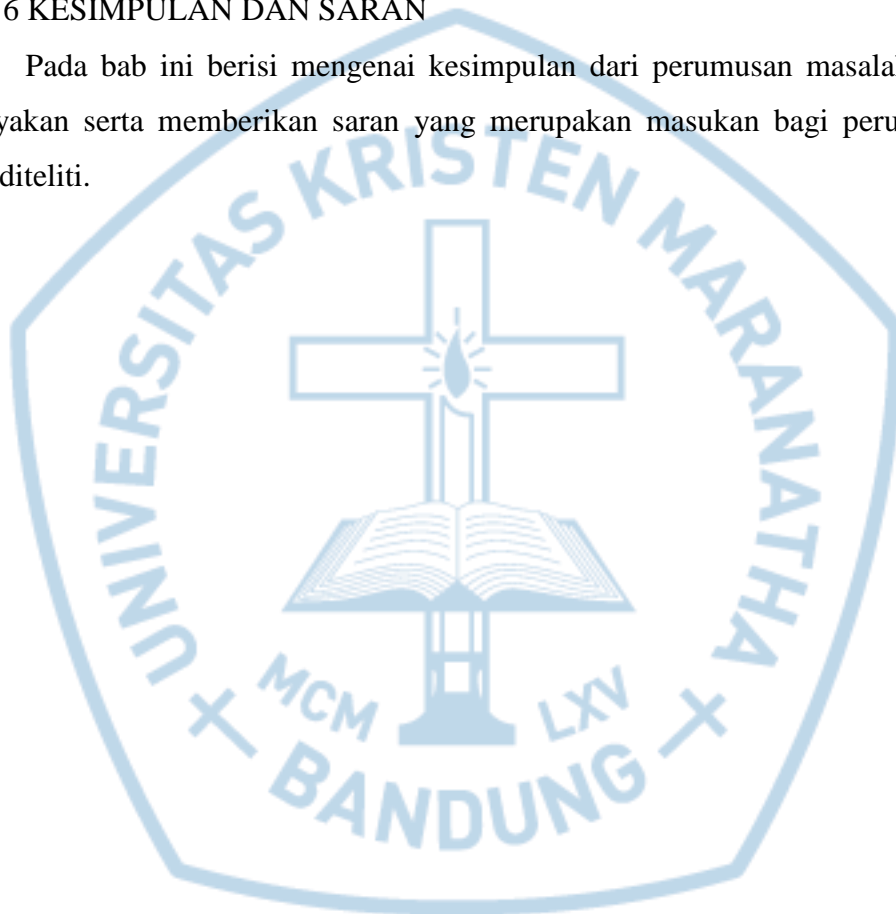 6 KESIMPULAN DAN SARAN
Pada bab ini berisi mengenai kesimpulan dari perumusan masalah
yakan serta memberikan saran yang merupakan masukan bagi peru
diteliti.
UNIVERSITAS KRISTEN MARANATHA
MCM LXV
BANDUNG